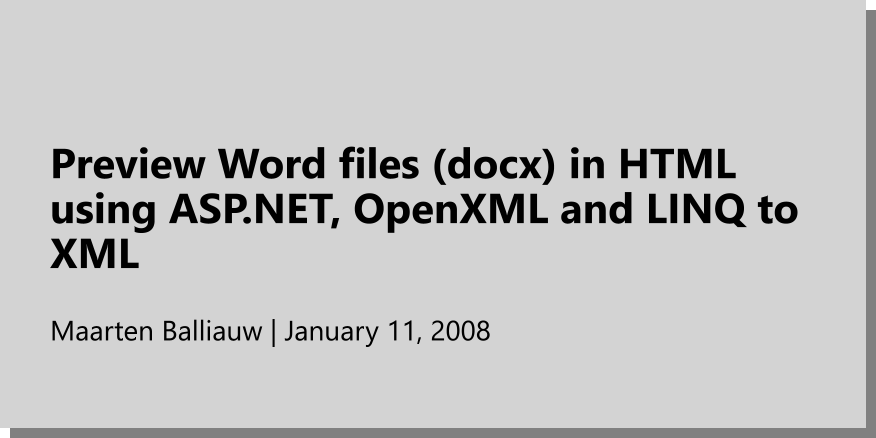 Preview Word files (docx) in HTML
using ASP.NET, OpenXML and LINQ to
XML
Maarten Balliauw | January 11, 2008